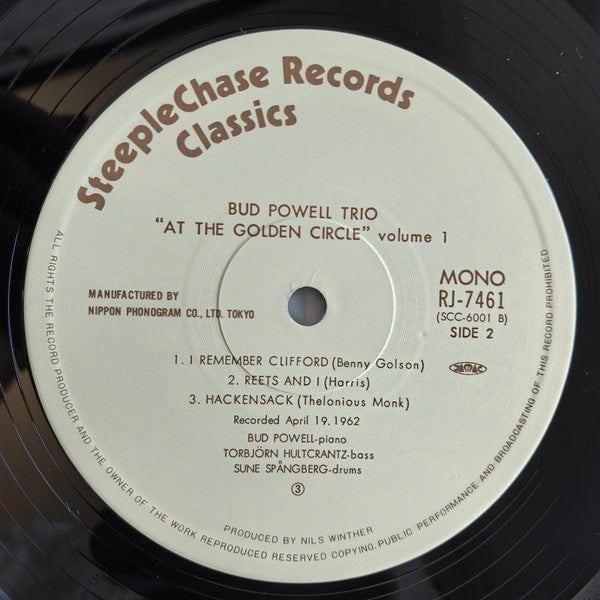 SteepleChase Records
Classics
BUD POWELL TRIO
"AT THE GOLDEN CIRCLE" volume 1
MANUFACTURED BY
NIPPON PHONOGRAM CO., LTD. TOKYO
MONO
RJ-7461
(SCC-6001 B)
SIDE 2
1. I REMEMBER CLIFFORD (Benny Golson)
2. REETS AND I (Harris)
3. HACKENSACK (Thelonious Monk)
Recorded April 19. 1962
BUD POWELL-piano
TORBJÖRN HULTCRANTZ-bass
SUNE SPÅNGBERG-drums
③
PRODUCED BY NILS WINTHER
ALL RIGHTS THE RECORD PRODUCER AND THE OWNER OF THE WORK REPRODUCED RESERVED COPYING, PUBLIC PERFORMANCE AND BROADCASTING OF THIS RECORD PROHIBITED